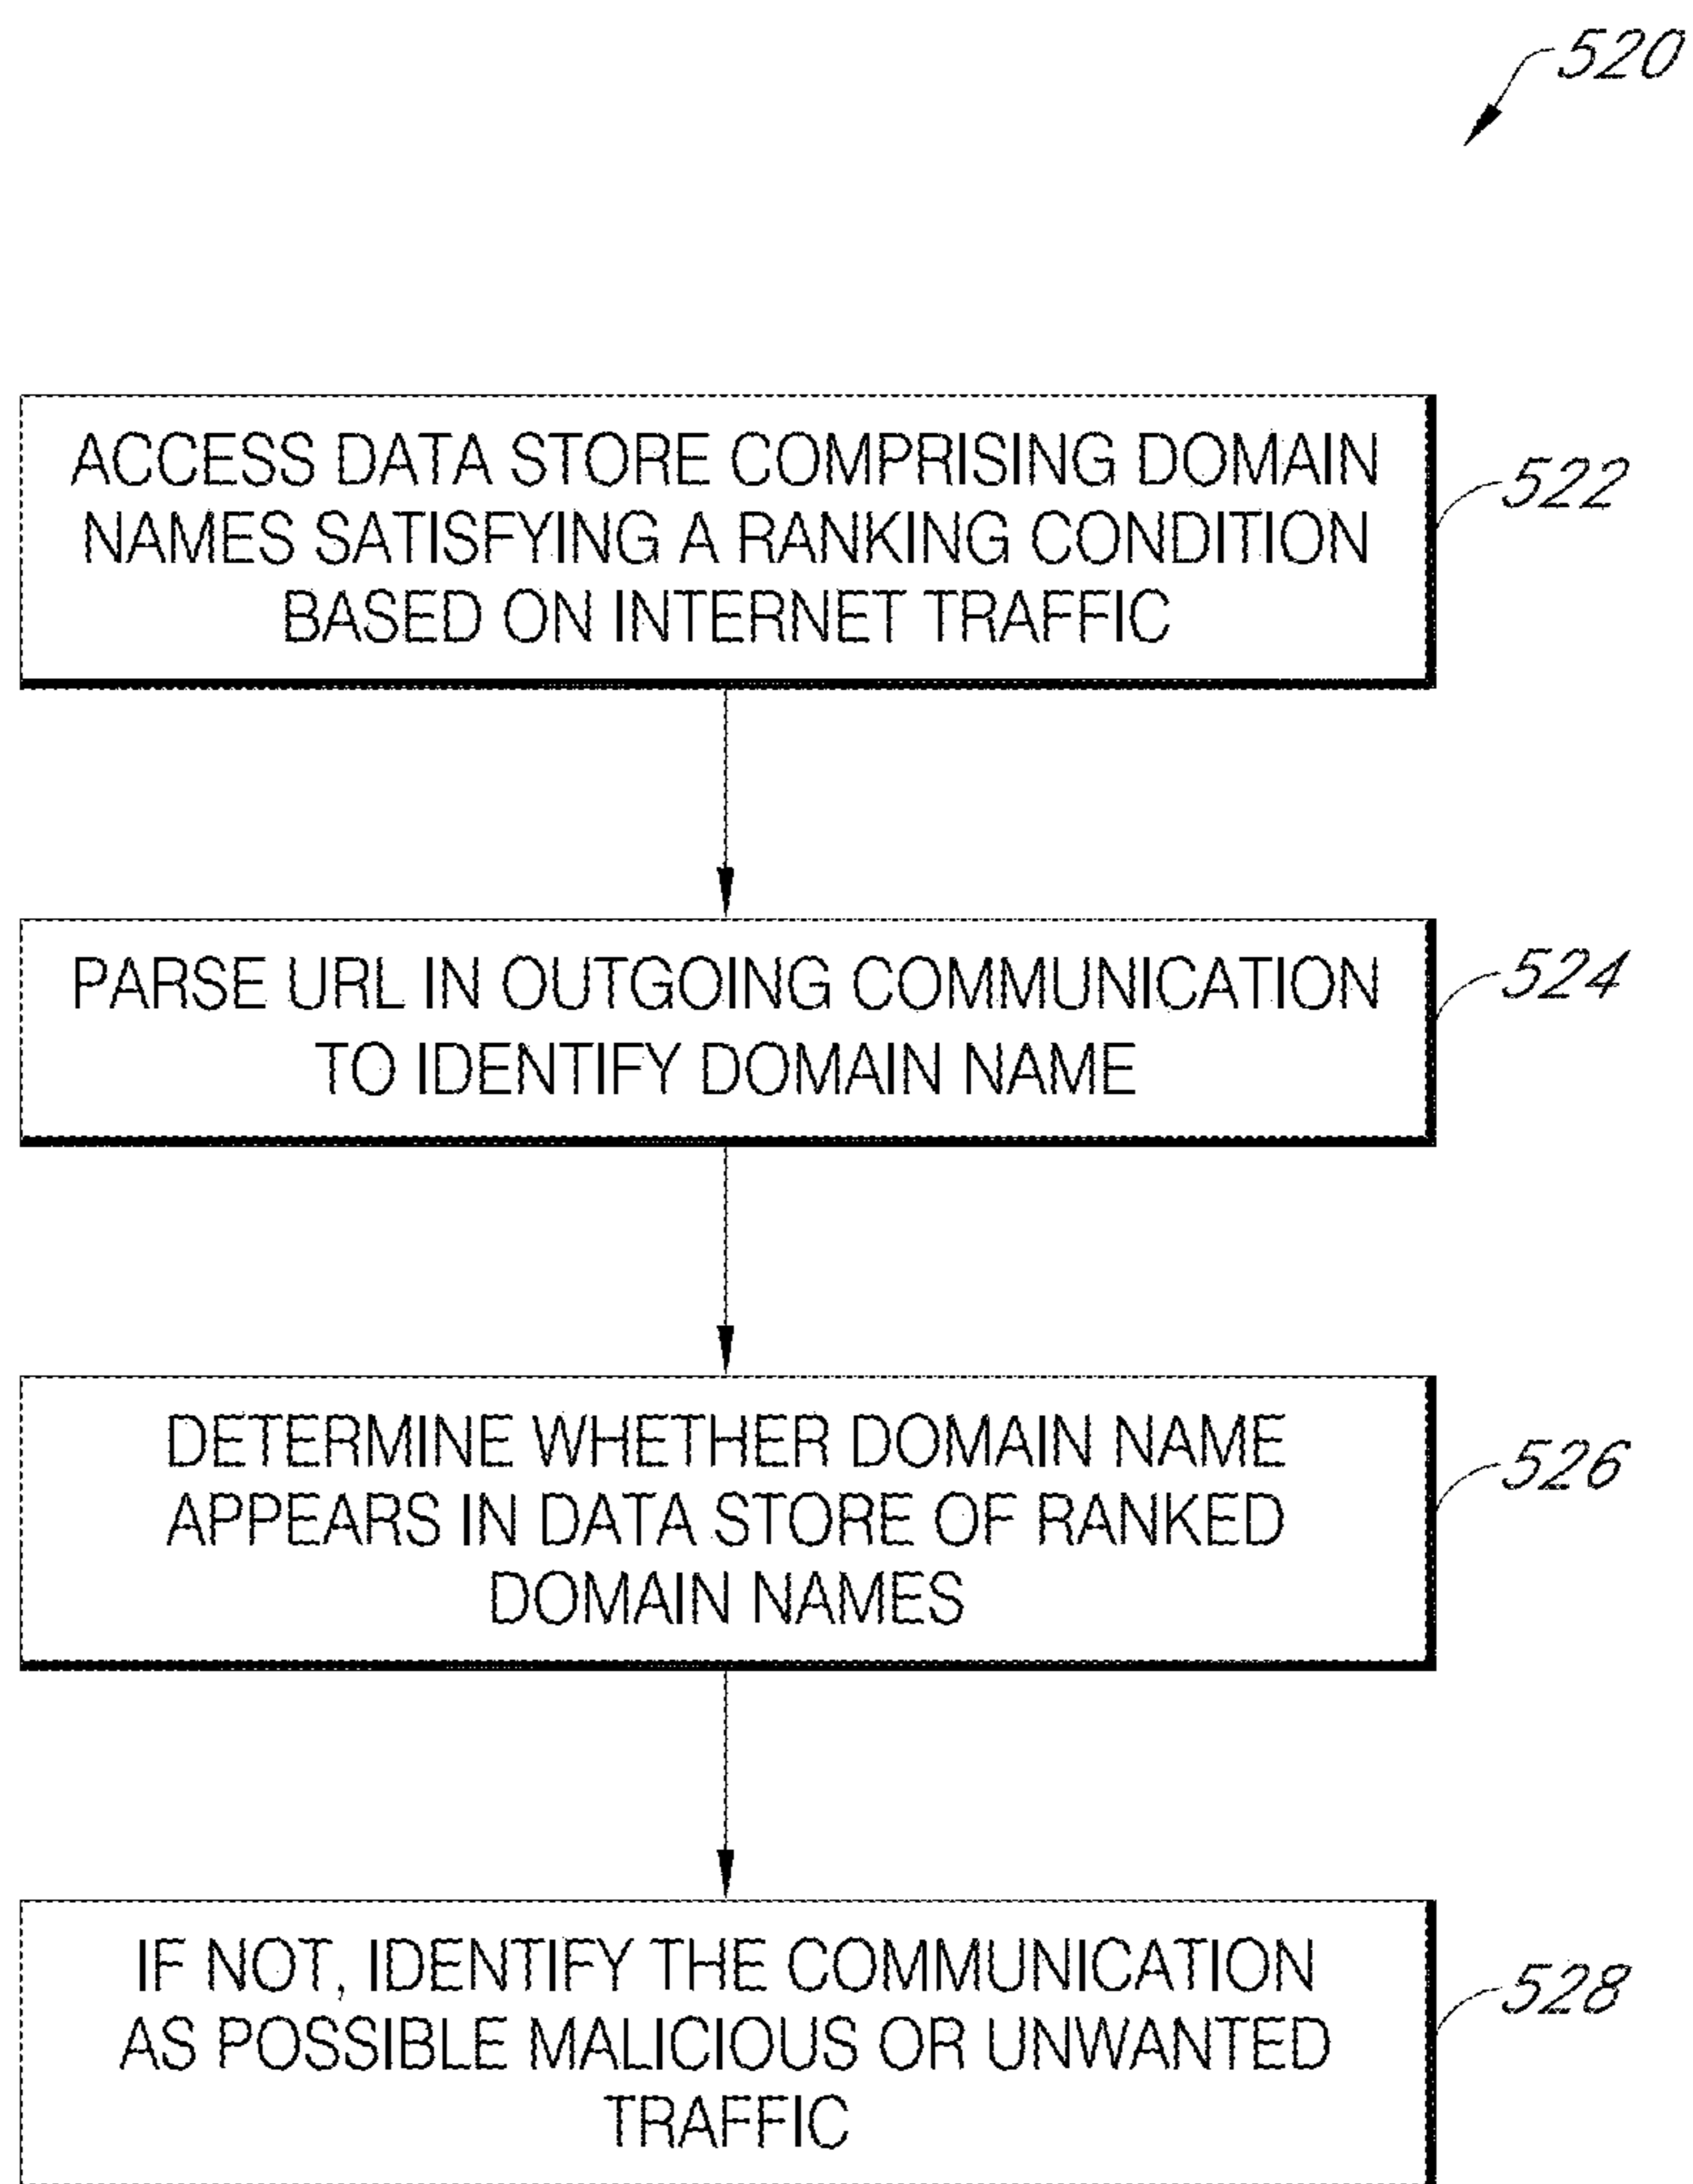 520
ACCESS DATA STORE COMPRISING DOMAIN
NAMES SATISFYING A RANKING CONDITION
BASED ON INTERNET TRAFFIC
522
PARSE URL IN OUTGOING COMMUNICATION
TO IDENTIFY DOMAIN NAME
524
DETERMINE WHETHER DOMAIN NAME
APPEARS IN DATA STORE OF RANKED
DOMAIN NAMES
526
IF NOT, IDENTIFY THE COMMUNICATION
AS POSSIBLE MALICIOUS OR UNWANTED
TRAFFIC
528